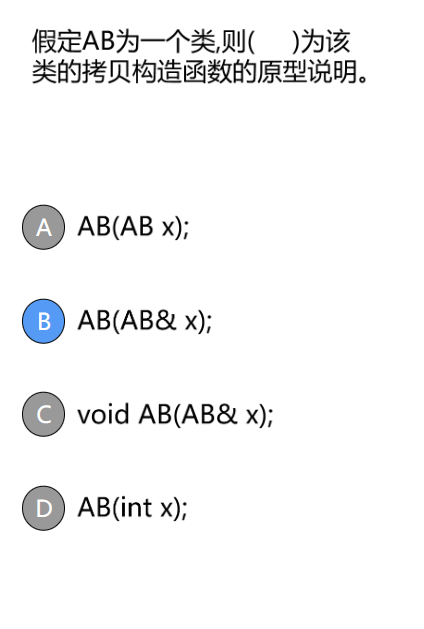 假定AB为一个类,则(     )为该
类的拷贝构造函数的原型说明。
A AB(AB x);
B AB(AB& x);
C void AB(AB& x);
D AB(int x);